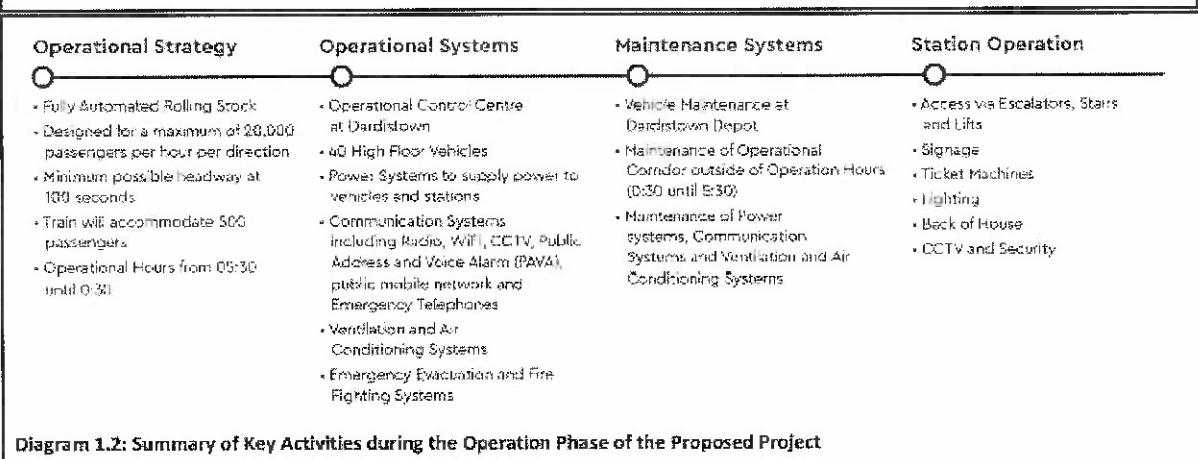 Operational Strategy
• Fully Automated Rolling Stock
• Designed for a maximum of 20,000
passengers per hour per direction
• Minimum possible headway at
100 seconds
• Train will accommodate 500
passengers
• Operational Hours from 05:30
until 0:30
Operational Systems
• Operational Control Centre
at Dardistown
• 40 High Floor Vehicles
• Power Systems to supply power to
vehicles and stations
• Communication Systems
including Radio, WiFi, CCTV, Public
Address and Voice Alarm (PAVA),
public mobile network and
Emergency Telephones
• Ventilation and Air
Conditioning Systems
• Emergency Evacuation and Fire
Fighting Systems
Maintenance Systems
• Vehicle Maintenance at
Dardistown Depot
• Maintenance of Operational
Corridor outside of Operation Hours
(0:30 until 5:30)
• Maintenance of Power
systems, Communication
Systems and Ventilation and Air
Conditioning Systems
Station Operation
• Access via Escalators, Stairs
and Lifts
• Signage
• Ticket Machines
• Lighting
• Back of House
• CCTV and Security
Diagram 1.2: Summary of Key Activities during the Operation Phase of the Proposed Project